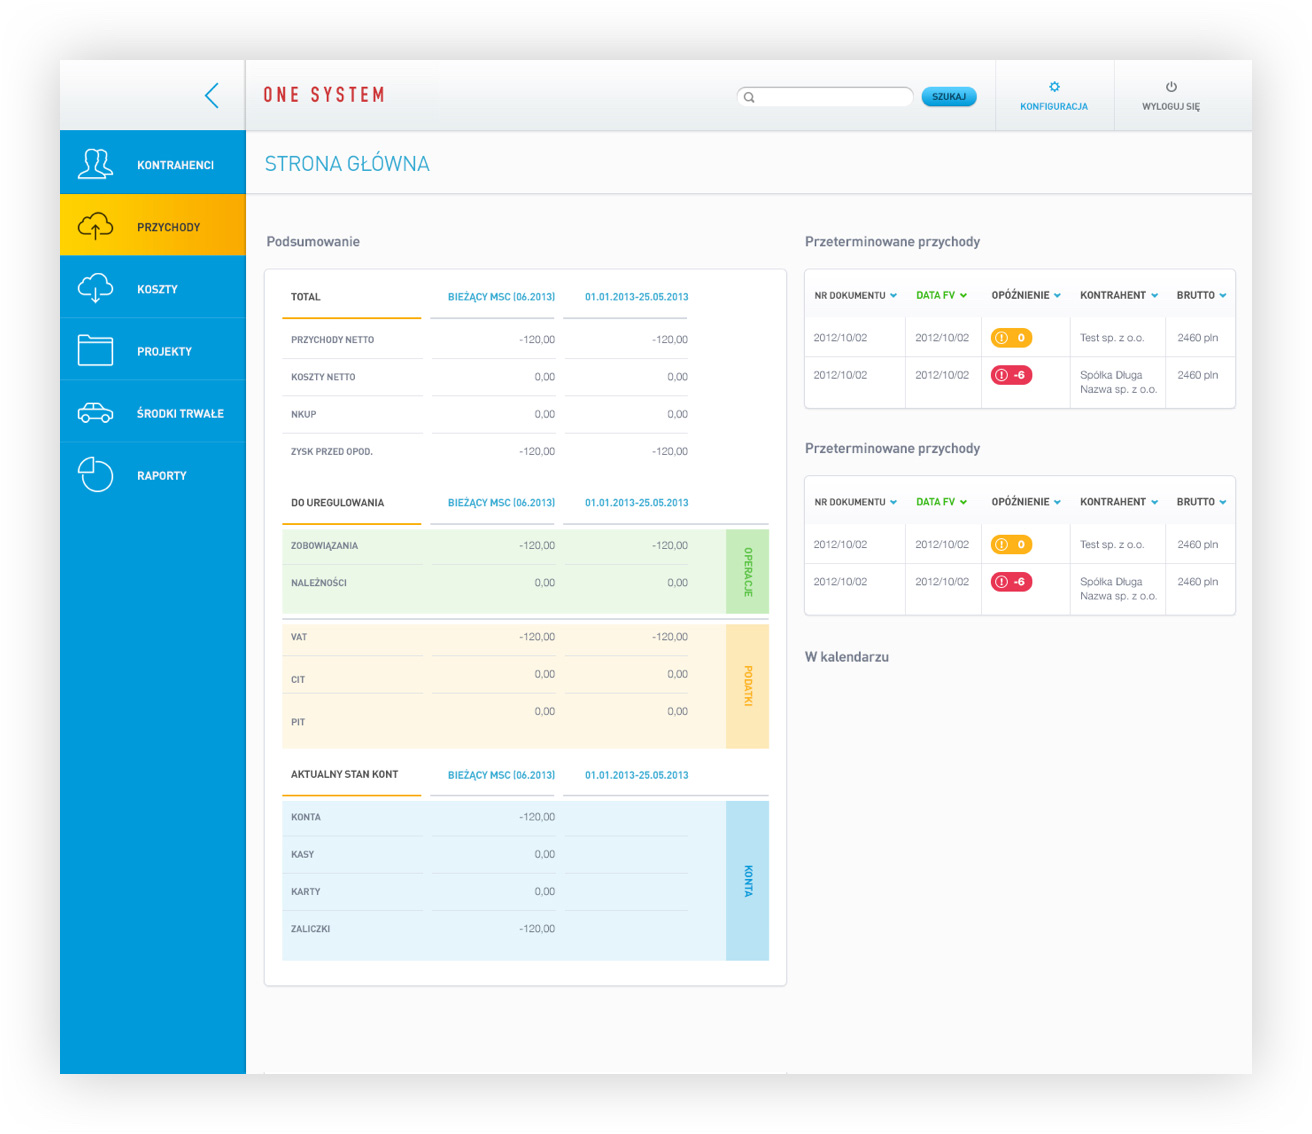 ONE SYSTEM
SZUKAJ
KONFIGURACJA
WYLOGUJ SIĘ
KONTRAHENCI
PRZYCHODY
KOSZTY
PROJEKTY
ŚRODKI TRWAŁE
RAPORTY
STRONA GŁÓWNA
Podsumowanie
TOTAL BIEŻĄCY MSC (06.2013) 01.01.2013-25.05.2013
PRZYCHODY NETTO -120,00 -120,00
KOSZTY NETTO 0,00 0,00
NKUP 0,00 0,00
ZYSK PRZED OPOD. -120,00 -120,00
DO UREGULOWANIA BIEŻĄCY MSC (06.2013) 01.01.2013-25.05.2013
ZOBOWIĄZANIA -120,00 -120,00
NALEŻNOŚCI 0,00 0,00
OPERACJE
VAT -120,00 -120,00
CIT 0,00 0,00
PIT 0,00 0,00
PODATKI
AKTUALNY STAN KONT BIEŻĄCY MSC (06.2013) 01.01.2013-25.05.2013
KONTA -120,00
KASY 0,00
KARTY 0,00
ZALICZKI -120,00
KONTA
Przeterminowane przychody
NR DOKUMENTU DATA FV OPÓŹNIENIE KONTRAHENT BRUTTO
2012/10/02 2012/10/02 0 Test sp. z o.o. 2460 pln
2012/10/02 2012/10/02 -6 Spólka Długa 2460 pln
Nazwa sp. z o.o.
Przeterminowane przychody
NR DOKUMENTU DATA FV OPÓŹNIENIE KONTRAHENT BRUTTO
2012/10/02 2012/10/02 0 Test sp. z o.o. 2460 pln
2012/10/02 2012/10/02 -6 Spólka Długa 2460 pln
Nazwa sp. z o.o.
W kalendarzu